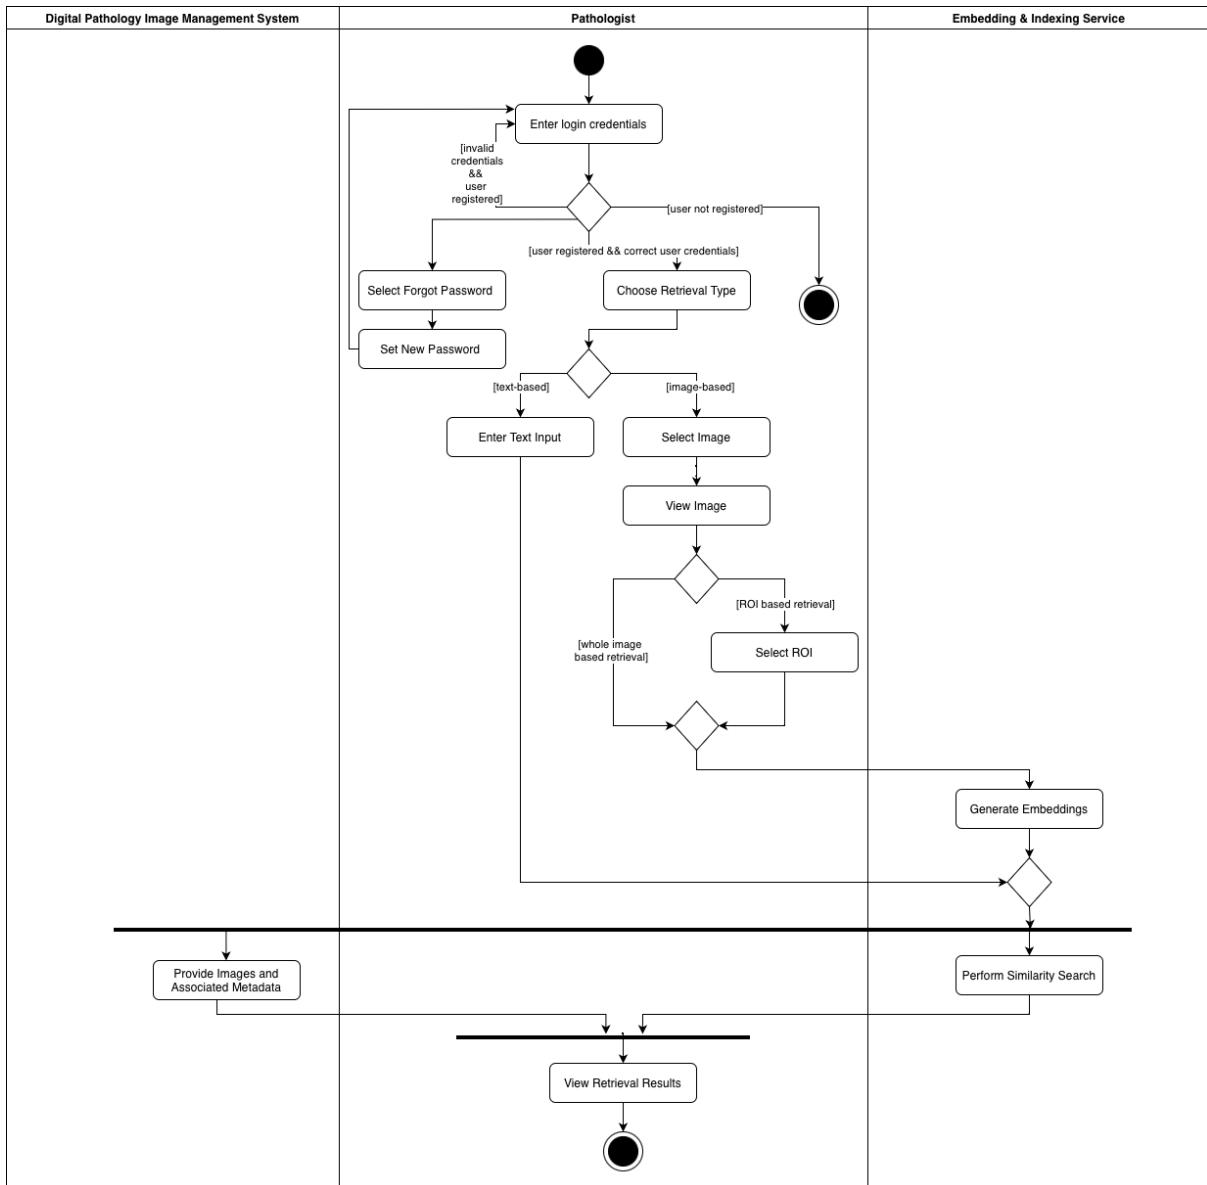 Digital Pathology Image Management System
Pathologist
Embedding & Indexing Service
Enter login credentials
[invalid
credentials
&&
user
registered]
[user not registered]
[user registered && correct user credentials]
Select Forgot Password
Choose Retrieval Type
Set New Password
[text-based]
[image-based]
Enter Text Input
Select Image
View Image
[ROI based retrieval]
[whole image
based retrieval]
Select ROI
Generate Embeddings
Provide Images and
Associated Metadata
Perform Similarity Search
View Retrieval Results